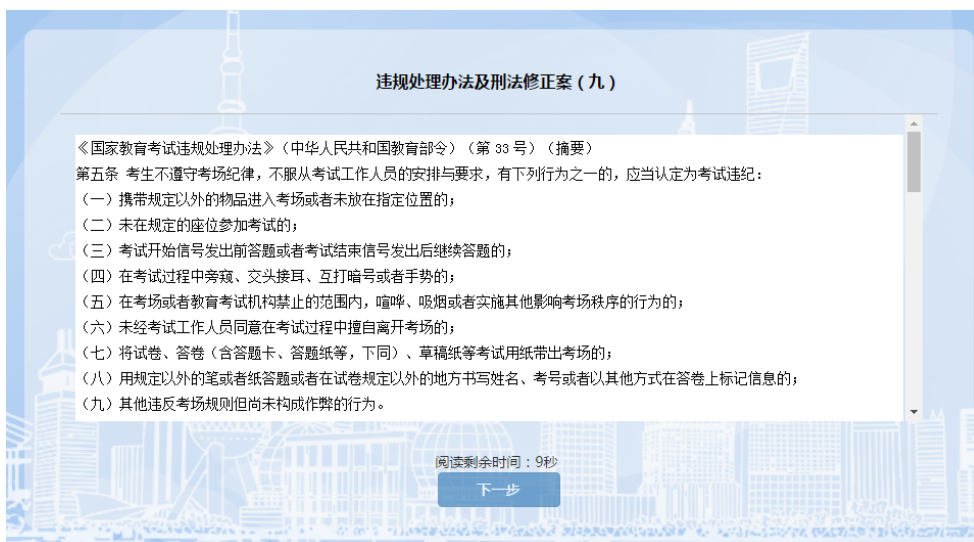 违规处理办法及刑法修正案（九）
《国家教育考试违规处理办法》（中华人民共和国教育部令）（第 33 号）（摘要）
第五条 考生不遵守考场纪律，不服从考试工作人员的安排与要求，有下列行为之一的，应当认定为考试违纪：
（一）携带规定以外的物品进入考场或者未放在指定位置的；
（二）未在规定的座位参加考试的；
（三）考试开始信号发出前答题或者考试结束信号发出后继续答题的；
（四）在考试过程中旁窥、交头接耳、互打暗号或者手势的；
（五）在考场或者教育考试机构禁止的范围内，喧哗、吸烟或者实施其他影响考场秩序的行为的；
（六）未经考试工作人员同意在考试过程中擅自离开考场的；
（七）将试卷、答卷（含答题卡、答题纸等，下同）、草稿纸等考试用纸带出考场的；
（八）用规定以外的笔或者纸答题或者在试卷规定以外的地方书写姓名、考号或者以其他方式在答卷上标记信息的；
（九）其他违反考场规则但尚未构成作弊的行为。
阅读剩余时间：9秒
下一步